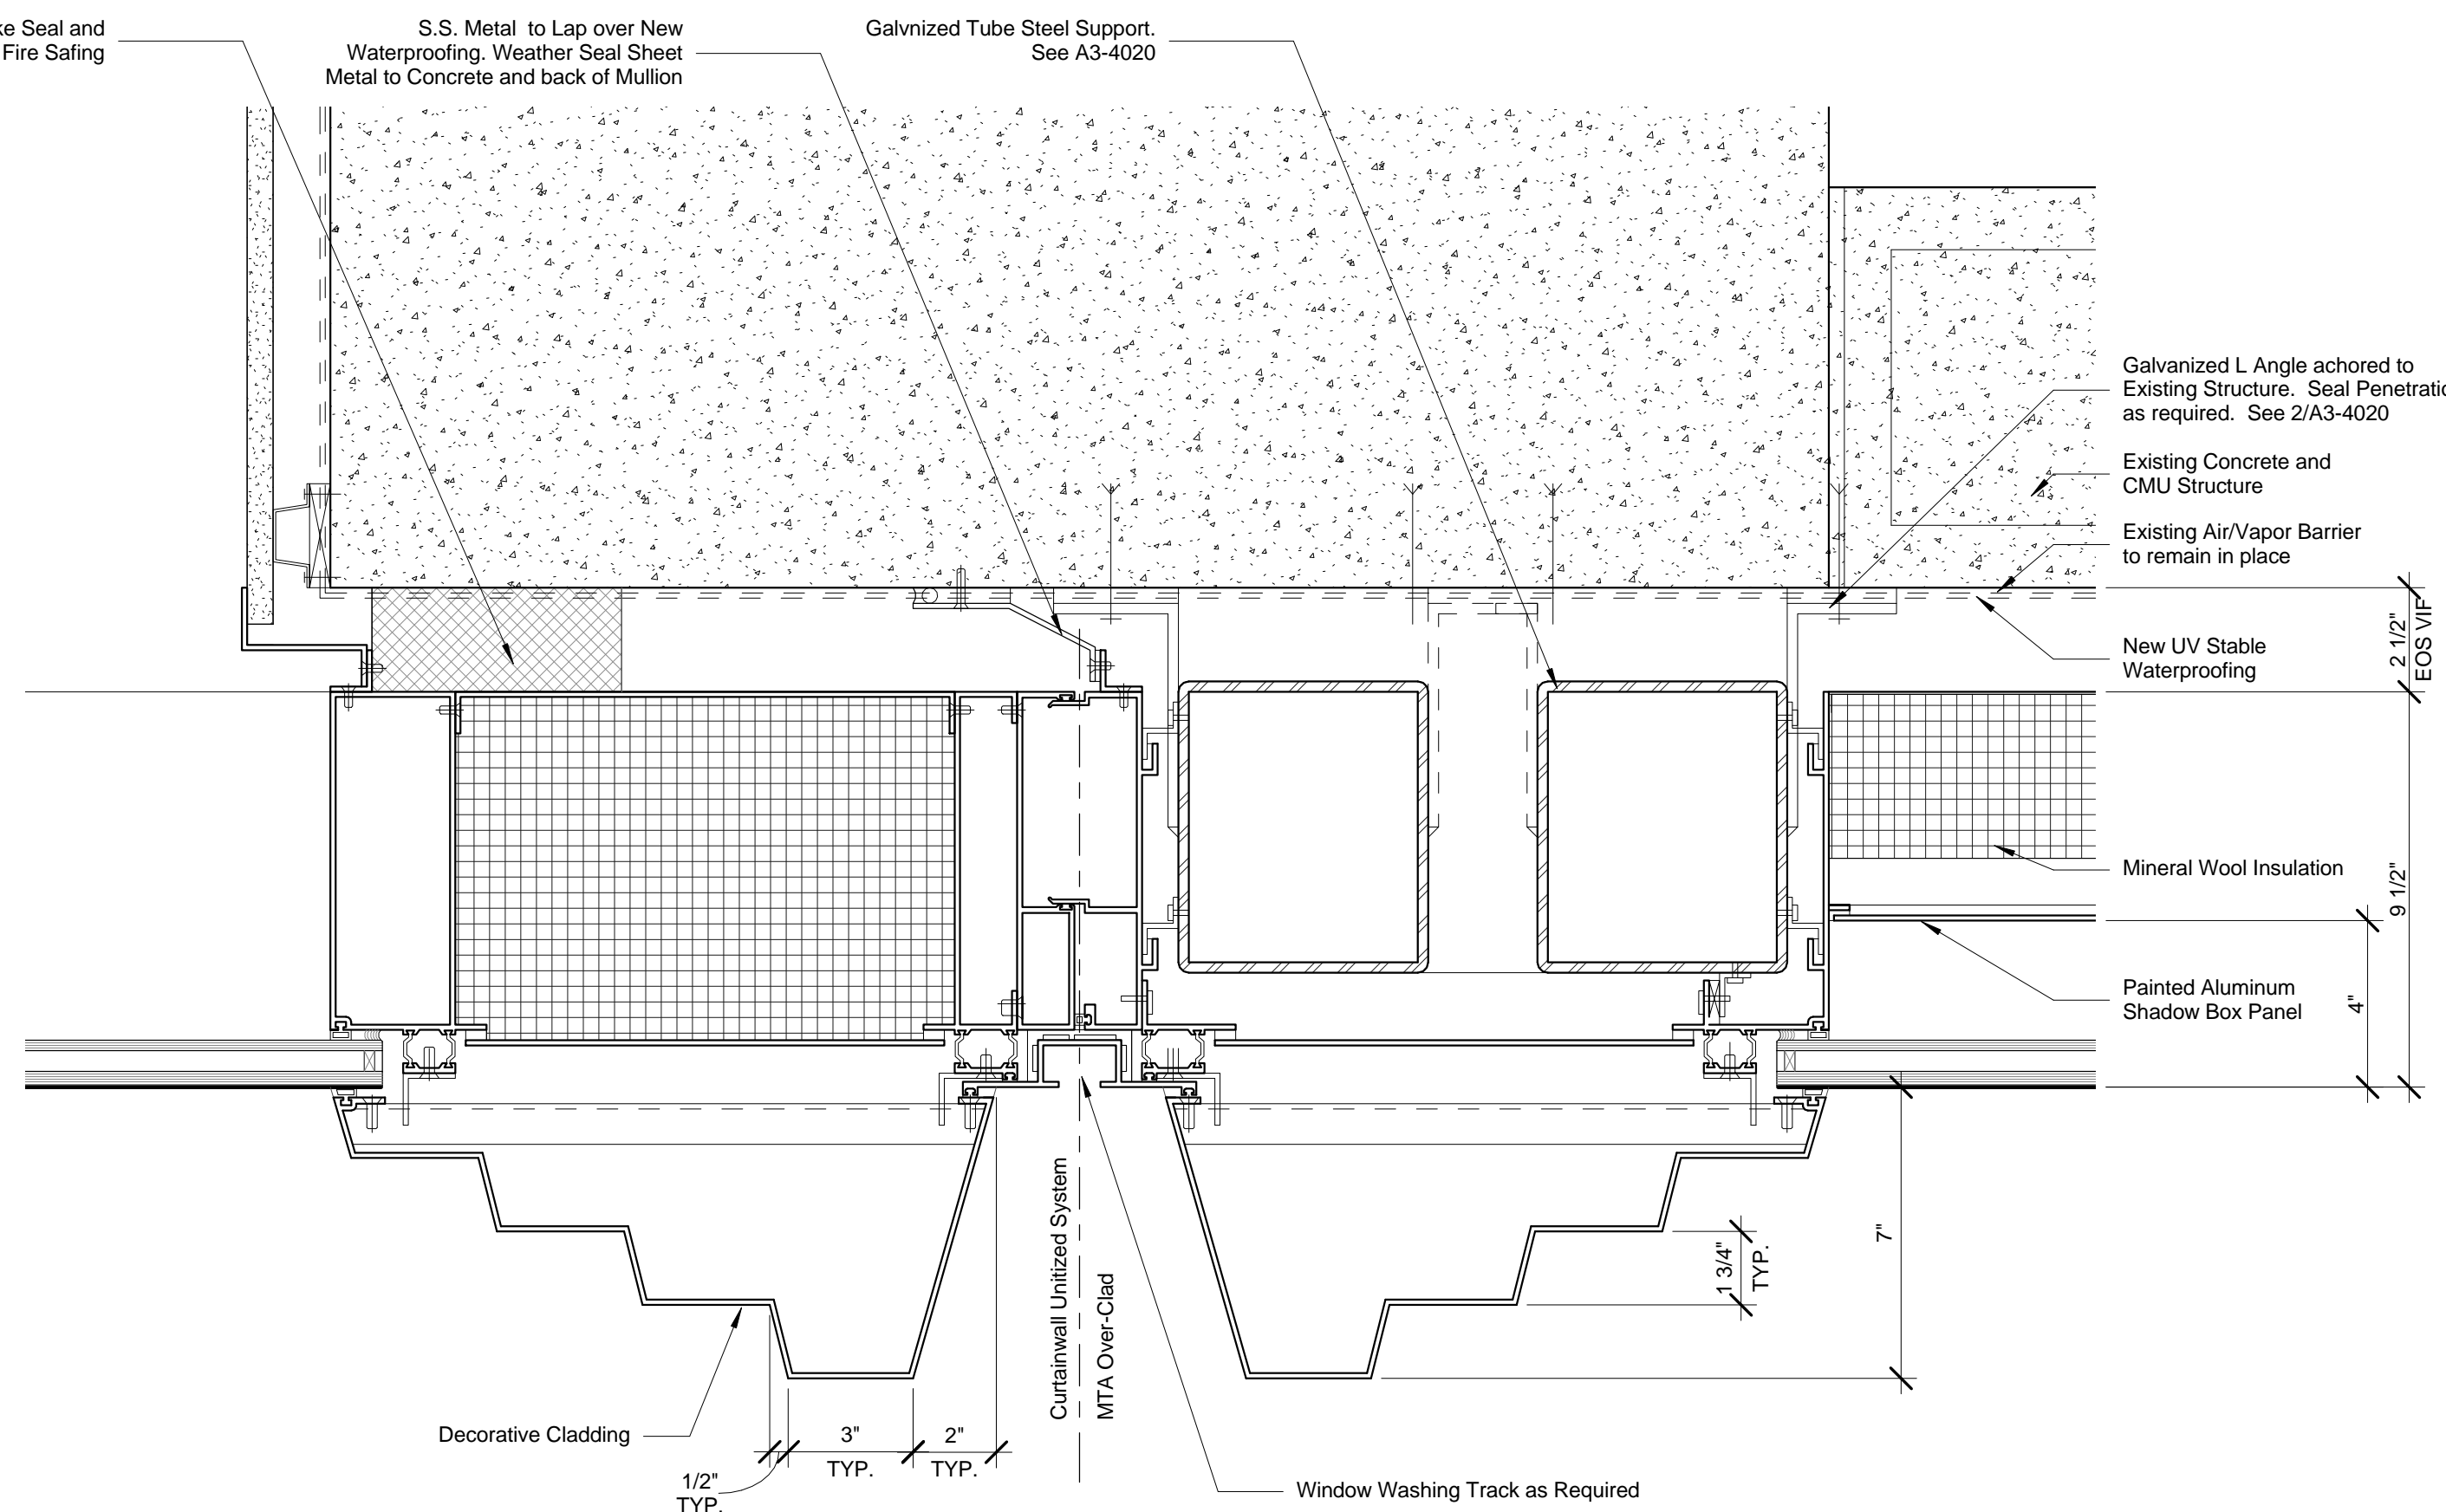 ke Seal and
Fire Safing
S.S. Metal to Lap over New
Waterproofing. Weather Seal Sheet
Metal to Concrete and back of Mullion
Galvnized Tube Steel Support.
See A3-4020
Galvanized L Angle achored to
Existing Structure. Seal Penetratio
as required. See 2/A3-4020
Existing Concrete and
CMU Structure
Existing Air/Vapor Barrier
to remain in place
New UV Stable
Waterproofing
2 1/2"
EOS VIF
Mineral Wool Insulation
9 1/2"
Painted Aluminum
Shadow Box Panel
4"
7"
1 3/4"
TYP.
Curtainwall Unitized System
MTA Over-Clad
Decorative Cladding
1/2"
TYP.
3"
TYP.
2"
TYP.
Window Washing Track as Required